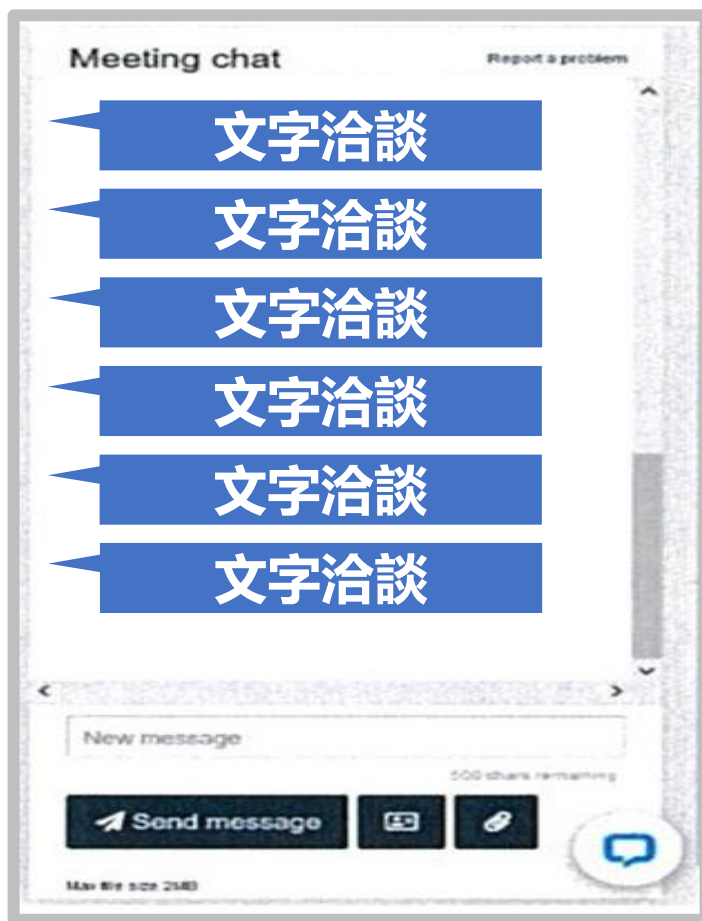 Meeting chat
Report a problem
文字洽談
文字洽談
文字洽談
文字洽談
文字洽談
文字洽談
New message
500 chars remaining
Send message
Max file size 2MB